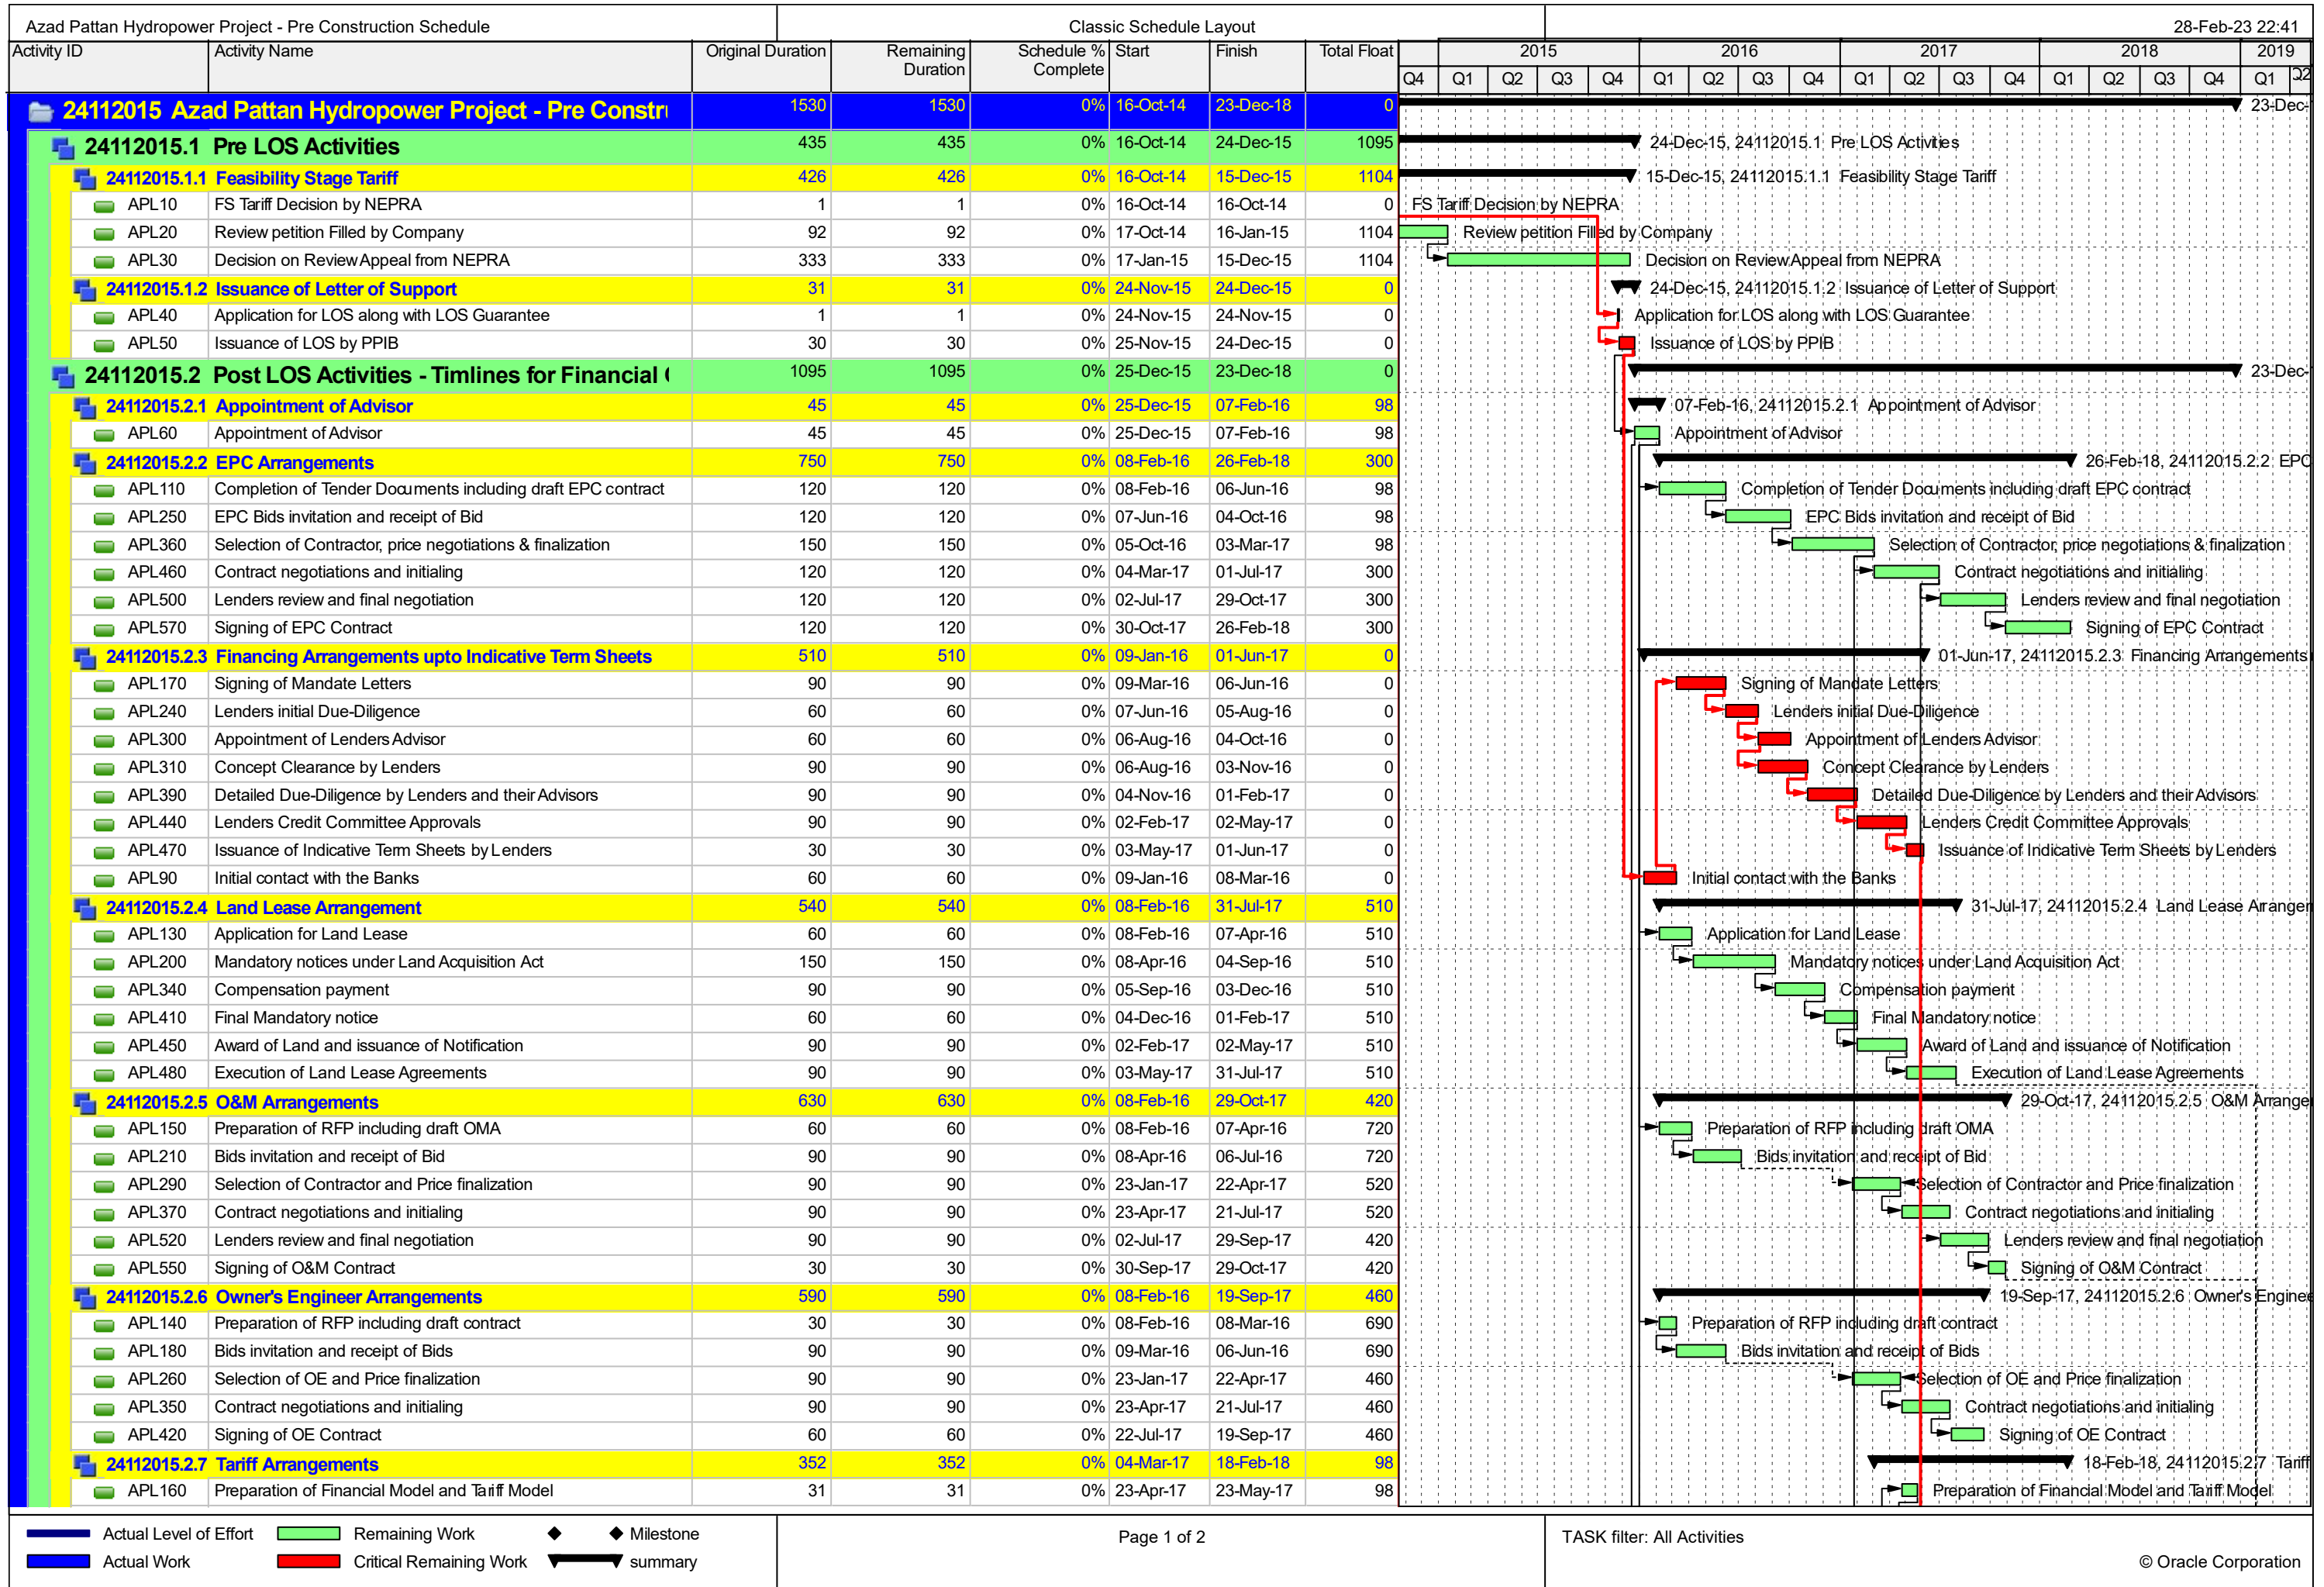 Azad Pattan Hydropower Project - Pre Construction Schedule Classic Schedule Layout 28-Feb-23 22:41
Activity ID Activity Name Original Duration Remaining Duration Schedule % Complete Start Finish Total Float 2015 2016 2017 2018 2019
Q4 Q1 Q2 Q3 Q4 Q1 Q2 Q3 Q4 Q1 Q2 Q3 Q4 Q1 Q2 Q3 Q4 Q1 Q2
24112015 Azad Pattan Hydropower Project - Pre Constru 1530 1530 0% 16-Oct-14 23-Dec-18 0 23-Dec-
24112015.1 Pre LOS Activities 435 435 0% 16-Oct-14 24-Dec-15 1095 24-Dec-15, 24112015.1 Pre LOS Activities
24112015.1.1 Feasibility Stage Tariff 426 426 0% 16-Oct-14 15-Dec-15 1104 15-Dec-15, 24112015.1.1 Feasibility Stage Tariff
APL10 FS Tariff Decision by NEPRA 1 1 0% 16-Oct-14 16-Oct-14 0 FS Tariff Decision by NEPRA
APL20 Review petition Filled by Company 92 92 0% 17-Oct-14 16-Jan-15 1104 Review petition Filled by Company
APL30 Decision on Review Appeal from NEPRA 333 333 0% 17-Jan-15 15-Dec-15 1104 Decision on Review Appeal from NEPRA
24112015.1.2 Issuance of Letter of Support 31 31 0% 24-Nov-15 24-Dec-15 0 24-Dec-15, 24112015.1.2 Issuance of Letter of Support
APL40 Application for LOS along with LOS Guarantee 1 1 0% 24-Nov-15 24-Nov-15 0 Application for LOS along with LOS Guarantee
APL50 Issuance of LOS by PPIB 30 30 0% 25-Nov-15 24-Dec-15 0 Issuance of LOS by PPIB
24112015.2 Post LOS Activities - Timlines for Financial 1095 1095 0% 25-Dec-15 23-Dec-18 0 23-Dec-
24112015.2.1 Appointment of Advisor 45 45 0% 25-Dec-15 07-Feb-16 98 07-Feb-16, 24112015.2.1 Appointment of Advisor
APL60 Appointment of Advisor 45 45 0% 25-Dec-15 07-Feb-16 98 Appointment of Advisor
24112015.2.2 EPC Arrangements 750 750 0% 08-Feb-16 26-Feb-18 300 26-Feb-18, 24112015.2.2 EPC
APL110 Completion of Tender Documents including draft EPC contract 120 120 0% 08-Feb-16 06-Jun-16 98 Completion of Tender Documents including draft EPC contract
APL250 EPC Bids invitation and receipt of Bid 120 120 0% 07-Jun-16 04-Oct-16 98 EPC Bids invitation and receipt of Bid
APL360 Selection of Contractor, price negotiations & finalization 150 150 0% 05-Oct-16 03-Mar-17 98 Selection of Contractor, price negotiations & finalization
APL460 Contract negotiations and initialing 120 120 0% 04-Mar-17 01-Jul-17 300 Contract negotiations and initialing
APL500 Lenders review and final negotiation 120 120 0% 02-Jul-17 29-Oct-17 300 Lenders review and final negotiation
APL570 Signing of EPC Contract 120 120 0% 30-Oct-17 26-Feb-18 300 Signing of EPC Contract
24112015.2.3 Financing Arrangements upto Indicative Term Sheets 510 510 0% 09-Jan-16 01-Jun-17 0 01-Jun-17, 24112015.2.3 Financing Arrangements
APL170 Signing of Mandate Letters 90 90 0% 09-Mar-16 06-Jun-16 0 Signing of Mandate Letters
APL240 Lenders initial Due-Diligence 60 60 0% 07-Jun-16 05-Aug-16 0 Lenders initial Due-Diligence
APL300 Appointment of Lenders Advisor 60 60 0% 06-Aug-16 04-Oct-16 0 Appointment of Lenders Advisor
APL310 Concept Clearance by Lenders 90 90 0% 06-Aug-16 03-Nov-16 0 Concept Clearance by Lenders
APL390 Detailed Due-Diligence by Lenders and their Advisors 90 90 0% 04-Nov-16 01-Feb-17 0 Detailed Due-Diligence by Lenders and their Advisors
APL440 Lenders Credit Committee Approvals 90 90 0% 02-Feb-17 02-May-17 0 Lenders Credit Committee Approvals
APL470 Issuance of Indicative Term Sheets by Lenders 30 30 0% 03-May-17 01-Jun-17 0 Issuance of Indicative Term Sheets by Lenders
APL90 Initial contact with the Banks 60 60 0% 09-Jan-16 08-Mar-16 0 Initial contact with the Banks
24112015.2.4 Land Lease Arrangement 540 540 0% 08-Feb-16 31-Jul-17 510 31-Jul-17, 24112015.2.4 Land Lease Arrangen
APL130 Application for Land Lease 60 60 0% 08-Feb-16 07-Apr-16 510 Application for Land Lease
APL200 Mandatory notices under Land Acquisition Act 150 150 0% 08-Apr-16 04-Sep-16 510 Mandatory notices under Land Acquisition Act
APL340 Compensation payment 90 90 0% 05-Sep-16 03-Dec-16 510 Compensation payment
APL410 Final Mandatory notice 60 60 0% 04-Dec-16 01-Feb-17 510 Final Mandatory notice
APL450 Award of Land and issuance of Notification 90 90 0% 02-Feb-17 02-May-17 510 Award of Land and issuance of Notification
APL480 Execution of Land Lease Agreements 90 90 0% 03-May-17 31-Jul-17 510 Execution of Land Lease Agreements
24112015.2.5 O&M Arrangements 630 630 0% 08-Feb-16 29-Oct-17 420 29-Oct-17, 24112015.2.5 O&M Arrange
APL150 Preparation of RFP including draft OMA 60 60 0% 08-Feb-16 07-Apr-16 720 Preparation of RFP including draft OMA
APL210 Bids invitation and receipt of Bid 90 90 0% 08-Apr-16 06-Jul-16 720 Bids invitation and receipt of Bid
APL290 Selection of Contractor and Price finalization 90 90 0% 23-Jan-17 22-Apr-17 520 Selection of Contractor and Price finalization
APL370 Contract negotiations and initialing 90 90 0% 23-Apr-17 21-Jul-17 520 Contract negotiations and initialing
APL520 Lenders review and final negotiation 90 90 0% 02-Jul-17 29-Sep-17 420 Lenders review and final negotiation
APL550 Signing of O&M Contract 30 30 0% 30-Sep-17 29-Oct-17 420 Signing of O&M Contract
24112015.2.6 Owner's Engineer Arrangements 590 590 0% 08-Feb-16 19-Sep-17 460 19-Sep-17, 24112015.2.6 Owner's Enginee
APL140 Preparation of RFP including draft contract 30 30 0% 08-Feb-16 08-Mar-16 690 Preparation of RFP including draft contract
APL180 Bids invitation and receipt of Bids 90 90 0% 09-Mar-16 06-Jun-16 690 Bids invitation and receipt of Bids
APL260 Selection of OE and Price finalization 90 90 0% 23-Jan-17 22-Apr-17 460 Selection of OE and Price finalization
APL350 Contract negotiations and initialing 90 90 0% 23-Apr-17 21-Jul-17 460 Contract negotiations and initialing
APL420 Signing of OE Contract 60 60 0% 22-Jul-17 19-Sep-17 460 Signing of OE Contract
24112015.2.7 Tariff Arrangements 352 352 0% 04-Mar-17 18-Feb-18 98 18-Feb-18, 24112015.2.7 Tariff
APL160 Preparation of Financial Model and Tariff Model 31 31 0% 23-Apr-17 23-May-17 98 Preparation of Financial Model and Tariff Model
Actual Level of Effort Remaining Work Milestone Page 1 of 2 TASK filter: All Activities
Actual Work Critical Remaining Work summary © Oracle Corporation